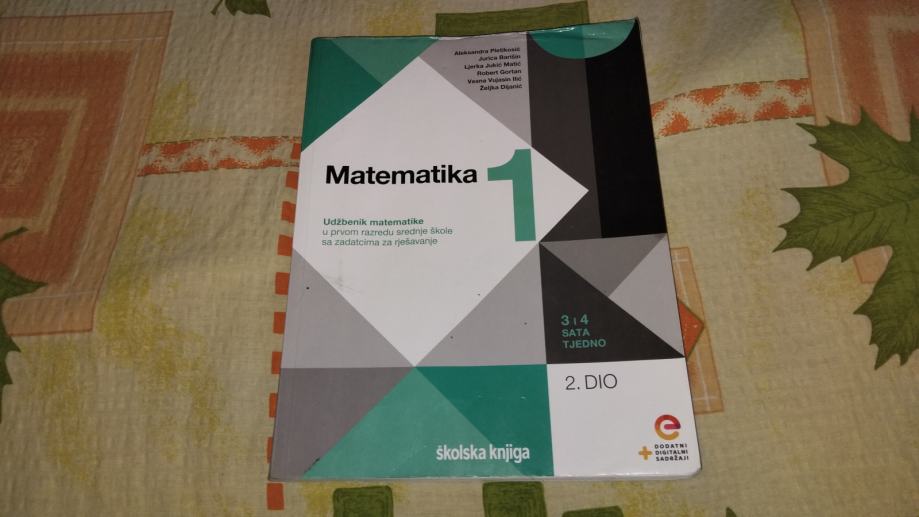 Aleksandra Pletikosić
Jurica Barišin
Ljerka Jukić Matić
Robert Gortan
Vesna Vujasin Ilić
Željka Dijanić
Matematika 1
Udžbenik matematike
u prvom razredu srednje škole
sa zadatcima za rješavanje
3 i 4
SATA
TJEDNO
2. DIO
školska knjiga
e
+ DODATNI
DIGITALNI
SADRŽAJI